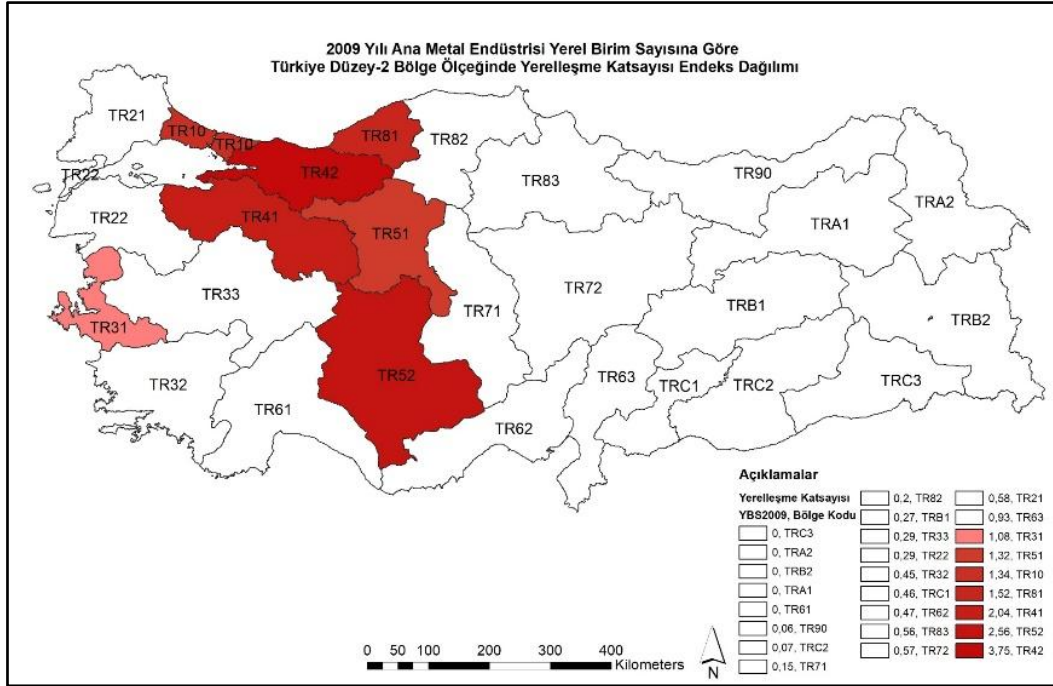 2009 Yılı Ana Metal Endüstrisi Yerel Birim Sayısına Göre
Türkiye Düzey-2 Bölge Ölçeğinde Yerelleşme Katsayısı Endeks Dağılımı
TR21
TR10
TR10
TR81
TR82
TR42
TR83
TR90
TRA2
TR22
TR22
TR41
TR51
TRA1
TR33
TR71
TR72
TRB1
TRB2
TR31
TR32
TR52
TR63
TRC1
TRC2
TRC3
TR61
TR62
Açıklamalar
Yerelleşme Katsayısı
YBS2009, Bölge Kodu
0, TRC3
0, TRA2
0, TRB2
0, TRA1
0, TR61
0,06, TR90
0,07, TRC2
0,15, TR71
0,2, TR82
0,27, TRB1
0,29, TR33
0,29, TR22
0,45, TR32
0,46, TRC1
0,47, TR62
0,56, TR83
0,57, TR72
0,58, TR21
0,93, TR63
1,08, TR31
1,32, TR51
1,34, TR10
1,52, TR81
2,04, TR41
2,56, TR52
3,75, TR42
0 50 100 200 300 400
Kilometers
N